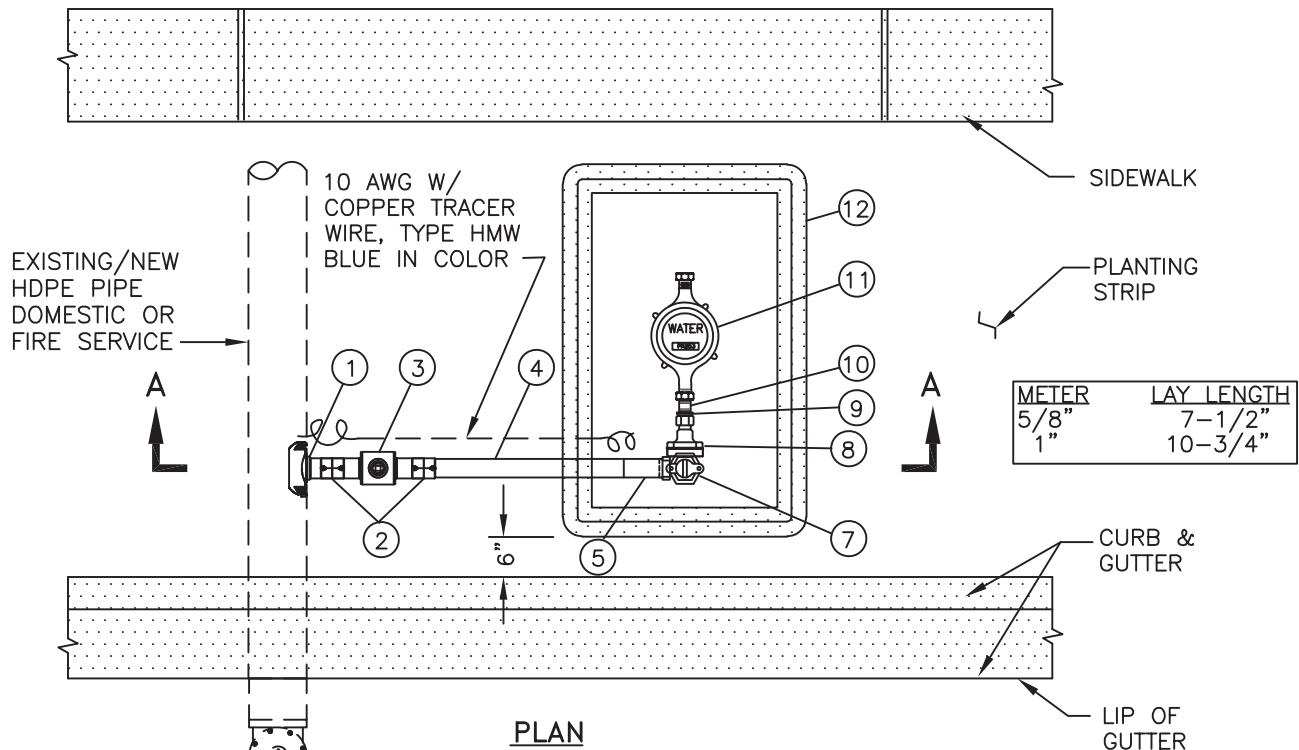 SIDEWALK
10 AWG W/
COPPER TRACER
WIRE, TYPE HMW
BLUE IN COLOR
EXISTING/NEW
HDPE PIPE
DOMESTIC OR
FIRE SERVICE
12
PLANTING
STRIP
11
WATER
1
3
4
10
A
A
METER LAY LENGTH
5/8" 7-1/2"
1" 10-3/4"
9
8
2
6"
5
7
CURB &
GUTTER
PLAN
LIP OF
GUTTER